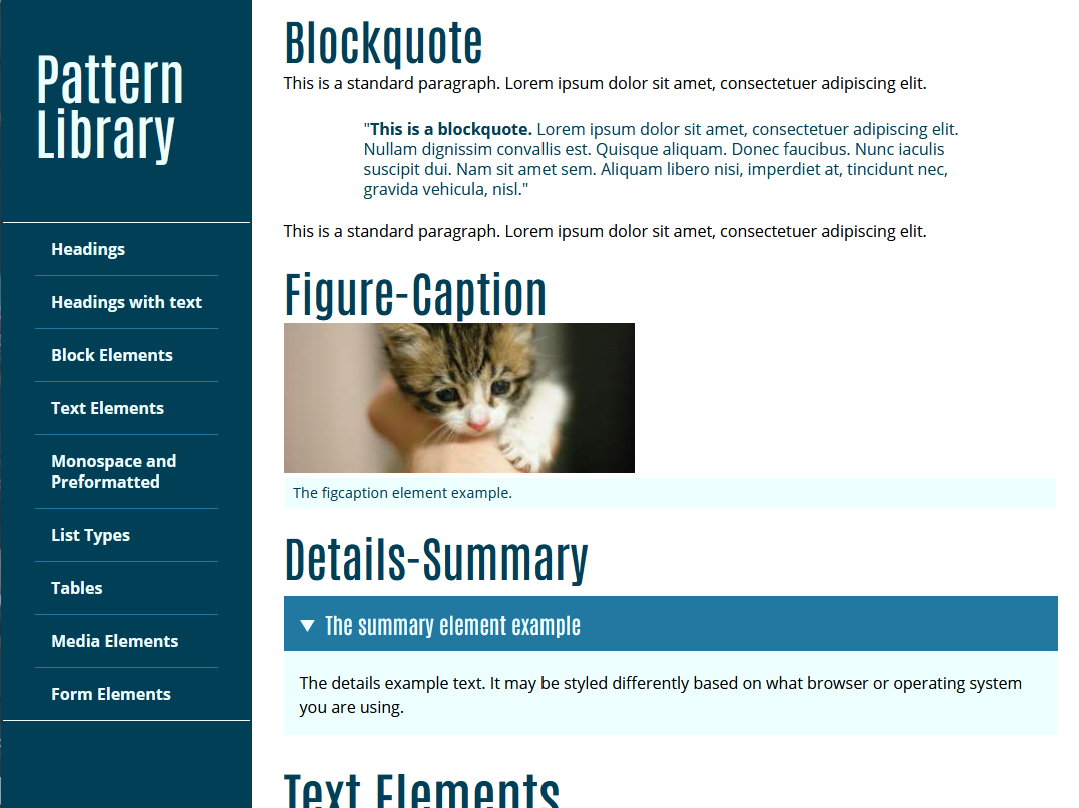 Pattern
Library
Headings
Headings with text
Block Elements
Text Elements
Monospace and
Preformatted
List Types
Tables
Media Elements
Form Elements
Blockquote
This is a standard paragraph. Lorem ipsum dolor sit amet, consectetuer adipiscing elit.
"This is a blockquote. Lorem ipsum dolor sit amet, consectetuer adipiscing elit.
Nullam dignissim convallis est. Quisque aliquam. Donec faucibus. Nunc iaculis
suscipit dui. Nam sit amet sem. Aliquam libero nisi, imperdiet at, tincidunt nec,
gravida vehicula, nisl."
This is a standard paragraph. Lorem ipsum dolor sit amet, consectetuer adipiscing elit.
Figure-Caption
The figcaption element example.
Details-Summary
The summary element example
The details example text. It may be styled differently based on what browser or operating system
you are using.
Text Elements